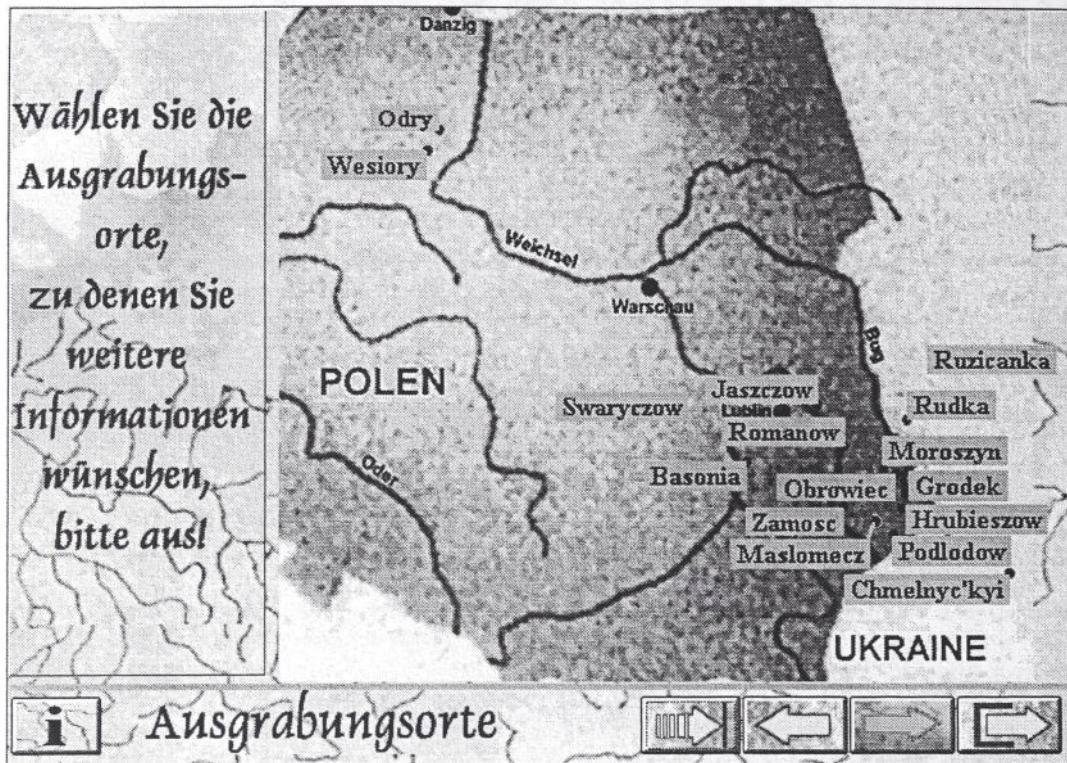 Wählen Sie die
Ausgrabungs-
orte,
zu denen Sie
weitere
Informationen
wünschen,
bitte aus!
Danzig
Odry
Wesiory
Weichsel
Warschau
Bug
POLEN
Ruzicanka
Jaszczow
Swaryczow
Lublin
Rudka
Romanow
Moroszyn
Oder
Basonia
Obrowiec
Grodek
Zamosc
Hrubieszow
Maslomecz
Podlodow
Chmelnyc'kyi
UKRAINE
i
Ausgrabungsorte